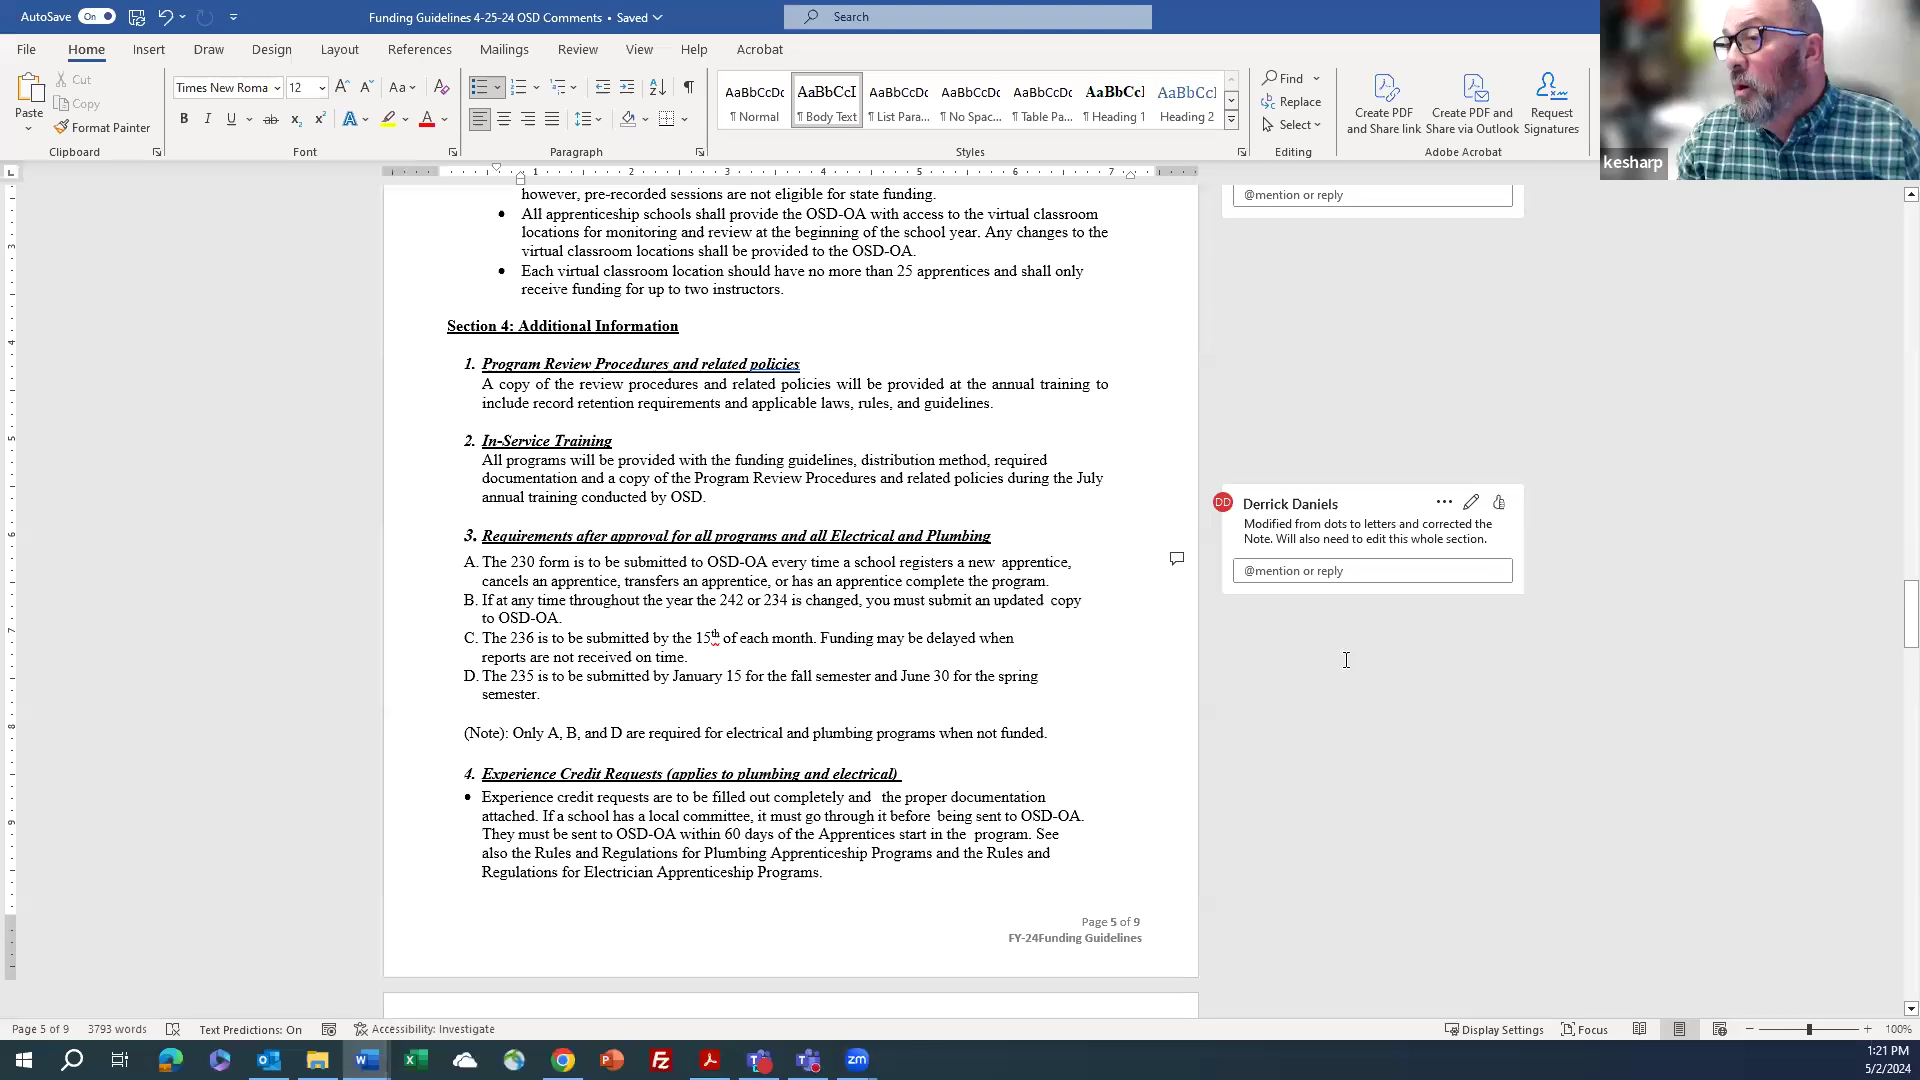 AutoSave On Funding Guidelines 4-25-24 OSD Comments • Saved Search
File Home Insert Draw Design Layout References Mailings Review View Help Acrobat
Paste Cut Copy Format Painter
Times New Roma 12
Aa
B I U ab x₂ x² A A
AaBbCcDc AaBbCcI AaBbCcDc AaBbCcDc AaBbCcDc AaBbCcI AaBbCcI
¶ Normal ¶ Body Text ¶ List Para... ¶ No Spac... ¶ Table Pa... ¶ Heading 1 Heading 2
Find
Replace
Select
Create PDF and Share link
Create PDF and Share via Outlook
Request Signatures
Clipboard Font Paragraph Styles Editing Adobe Acrobat
kesharp
1 2 3 4 5 6 7
however, pre-recorded sessions are not eligible for state funding.
• All apprenticeship schools shall provide the OSD-OA with access to the virtual classroom
locations for monitoring and review at the beginning of the school year. Any changes to the
virtual classroom locations shall be provided to the OSD-OA.
• Each virtual classroom location should have no more than 25 apprentices and shall only
receive funding for up to two instructors.
Section 4: Additional Information
1. Program Review Procedures and related policies
A copy of the review procedures and related policies will be provided at the annual training to
include record retention requirements and applicable laws, rules, and guidelines.
2. In-Service Training
All programs will be provided with the funding guidelines, distribution method, required
documentation and a copy of the Program Review Procedures and related policies during the July
annual training conducted by OSD.
3. Requirements after approval for all programs and all Electrical and Plumbing
A. The 230 form is to be submitted to OSD-OA every time a school registers a new apprentice,
cancels an apprentice, transfers an apprentice, or has an apprentice complete the program.
B. If at any time throughout the year the 242 or 234 is changed, you must submit an updated copy
to OSD-OA.
C. The 236 is to be submitted by the 15th of each month. Funding may be delayed when
reports are not received on time.
D. The 235 is to be submitted by January 15 for the fall semester and June 30 for the spring
semester.
(Note): Only A, B, and D are required for electrical and plumbing programs when not funded.
4. Experience Credit Requests (applies to plumbing and electrical)
• Experience credit requests are to be filled out completely and the proper documentation
attached. If a school has a local committee, it must go through it before being sent to OSD-OA.
They must be sent to OSD-OA within 60 days of the Apprentices start in the program. See
also the Rules and Regulations for Plumbing Apprenticeship Programs and the Rules and
Regulations for Electrician Apprenticeship Programs.
Page 5 of 9
FY-24Funding Guidelines
@mention or reply
DD Derrick Daniels
Modified from dots to letters and corrected the
Note. Will also need to edit this whole section.
@mention or reply
3 4 5 6 7 8 9
Page 5 of 9 3793 words Text Predictions: On Accessibility: Investigate Display Settings Focus 100%
zm
1:21 PM
5/2/2024